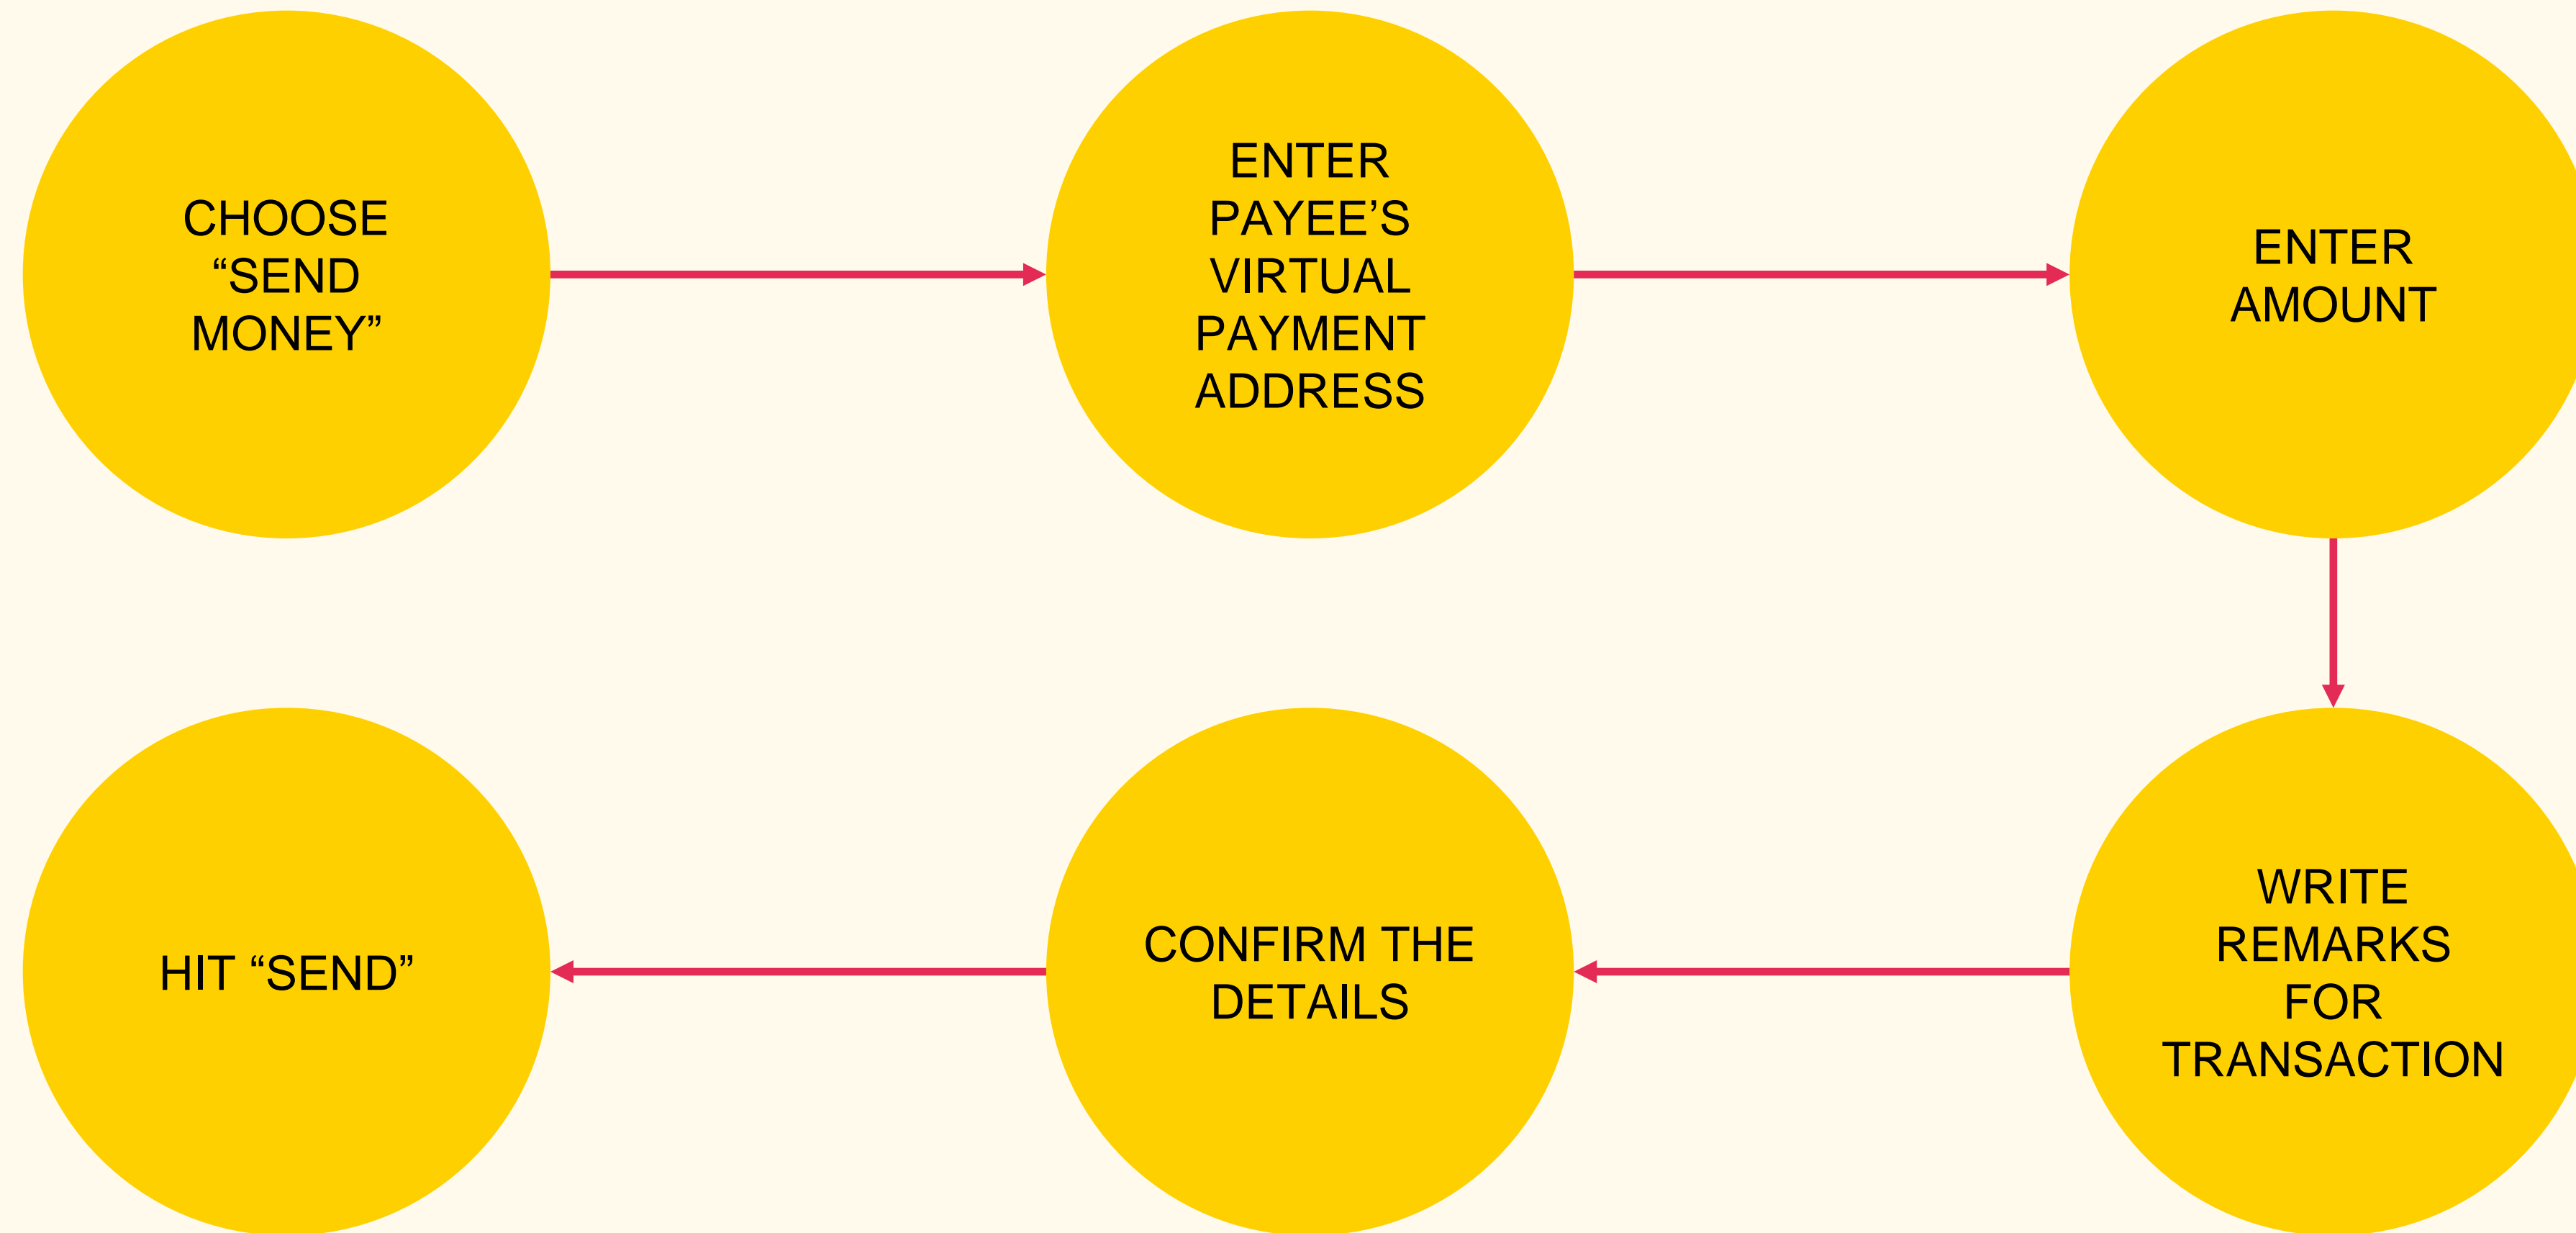 CHOOSE
“SEND
MONEY”
ENTER
PAYEE’S
VIRTUAL
PAYMENT
ADDRESS
ENTER
AMOUNT
WRITE
REMARKS
FOR
TRANSACTION
CONFIRM THE
DETAILS
HIT “SEND”